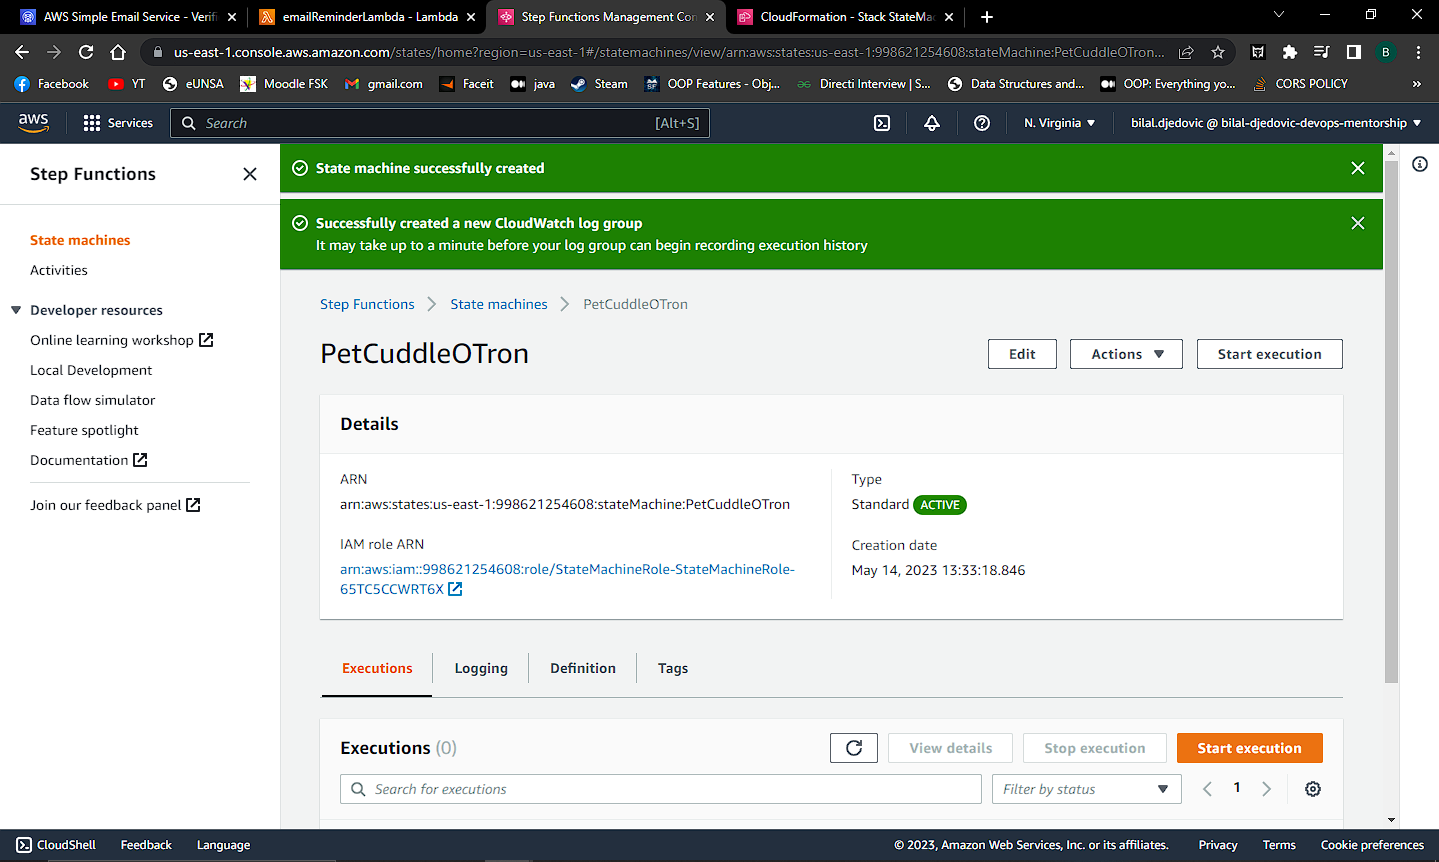 AWS Simple Email Service - Verifi
emailReminderLambda - Lambda
Step Functions Management Con
CloudFormation - Stack StateMac
us-east-1.console.aws.amazon.com/states/home?region=us-east-1#/statemachines/view/arn:aws:states:us-east-1:998621254608:stateMachine:PetCuddleOTron...
B
Facebook
YT
eUNSA
Moodle FSK
gmail.com
Faceit
java
Steam
OOP Features - Obj...
Directi Interview | S...
Data Structures and...
OOP: Everything yo...
CORS POLICY
»
aws
Services
Search
[Alt+S]
N. Virginia
bilal.djedovic @ bilal-djedovic-devops-mentorship
Step Functions
State machines
Activities
Developer resources
Online learning workshop
Local Development
Data flow simulator
Feature spotlight
Documentation
Join our feedback panel
State machine successfully created
Successfully created a new CloudWatch log group
It may take up to a minute before your log group can begin recording execution history
Step Functions
State machines
PetCuddleOTron
PetCuddleOTron
Edit
Actions
Start execution
Details
ARN
arn:aws:states:us-east-1:998621254608:stateMachine:PetCuddleOTron
IAM role ARN
arn:aws:iam::998621254608:role/StateMachineRole-StateMachineRole-
65TC5CCWRT6X
Type
Standard ACTIVE
Creation date
May 14, 2023 13:33:18.846
Executions
Logging
Definition
Tags
Executions (0)
View details
Stop execution
Start execution
Search for executions
Filter by status
1
CloudShell
Feedback
Language
© 2023, Amazon Web Services, Inc. or its affiliates.
Privacy
Terms
Cookie preferences